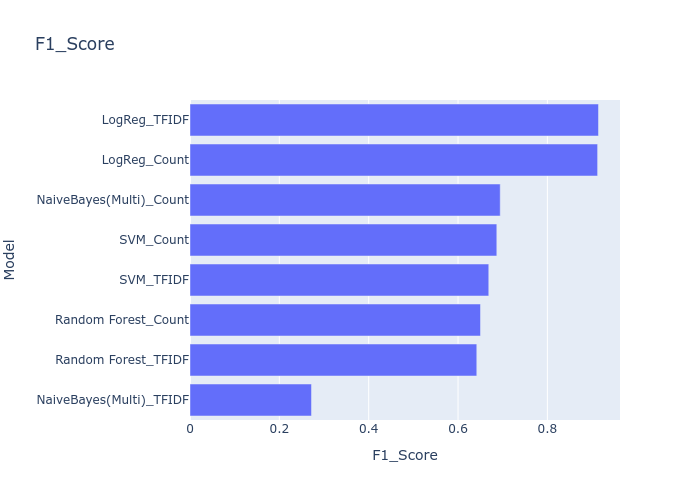 F1_Score
LogReg_TFIDF
LogReg_Count
NaiveBayes(Multi)_Count
SVM_Count
SVM_TFIDF
Random Forest_Count
Random Forest_TFIDF
NaiveBayes(Multi)_TFIDF
Model
0 0.2 0.4 0.6 0.8
F1_Score